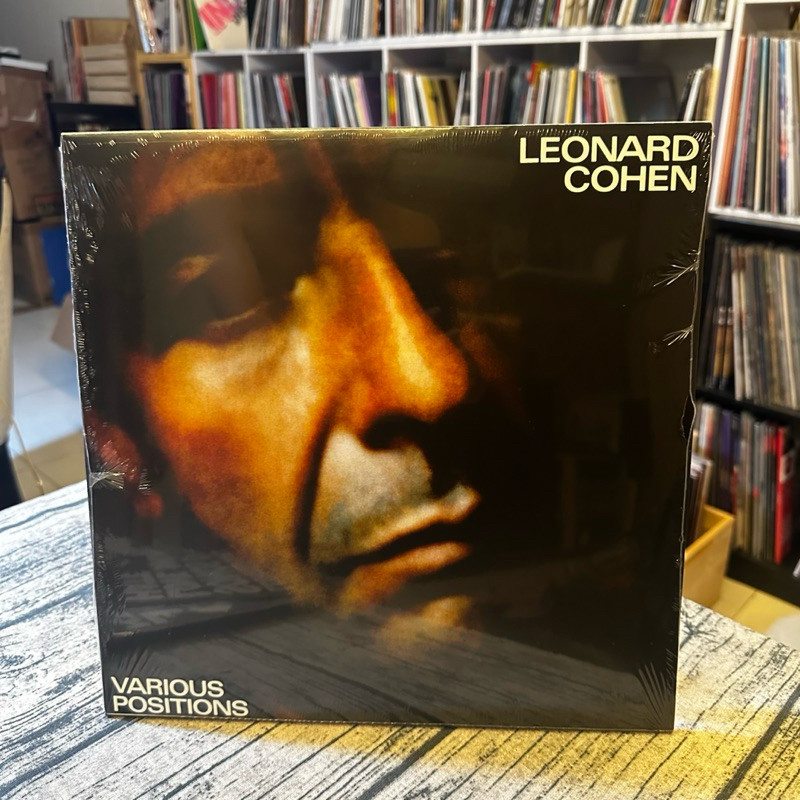 LEONARD
COHEN
VARIOUS
POSITIONS